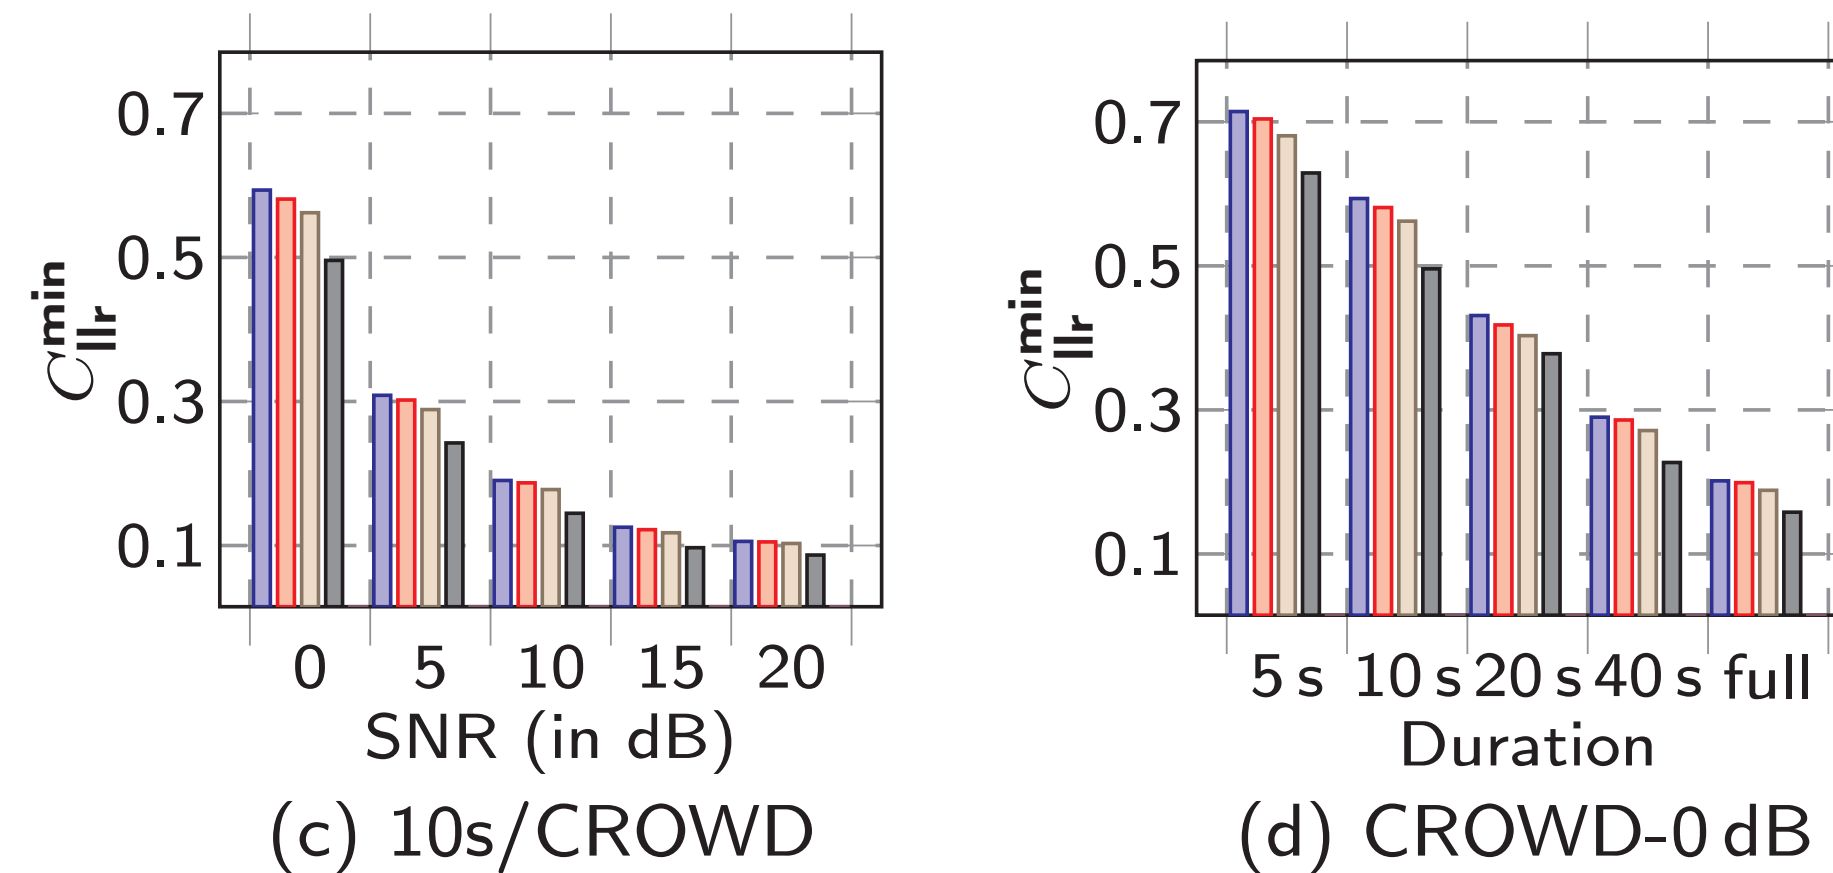 0.7
0.5
0.3
0.1
C_llr^min
0 5 10 15 20
SNR (in dB)
(c) 10s/CROWD
0.7
0.5
0.3
0.1
C_llr^min
5 s 10 s 20 s 40 s full
Duration
(d) CROWD-0 dB